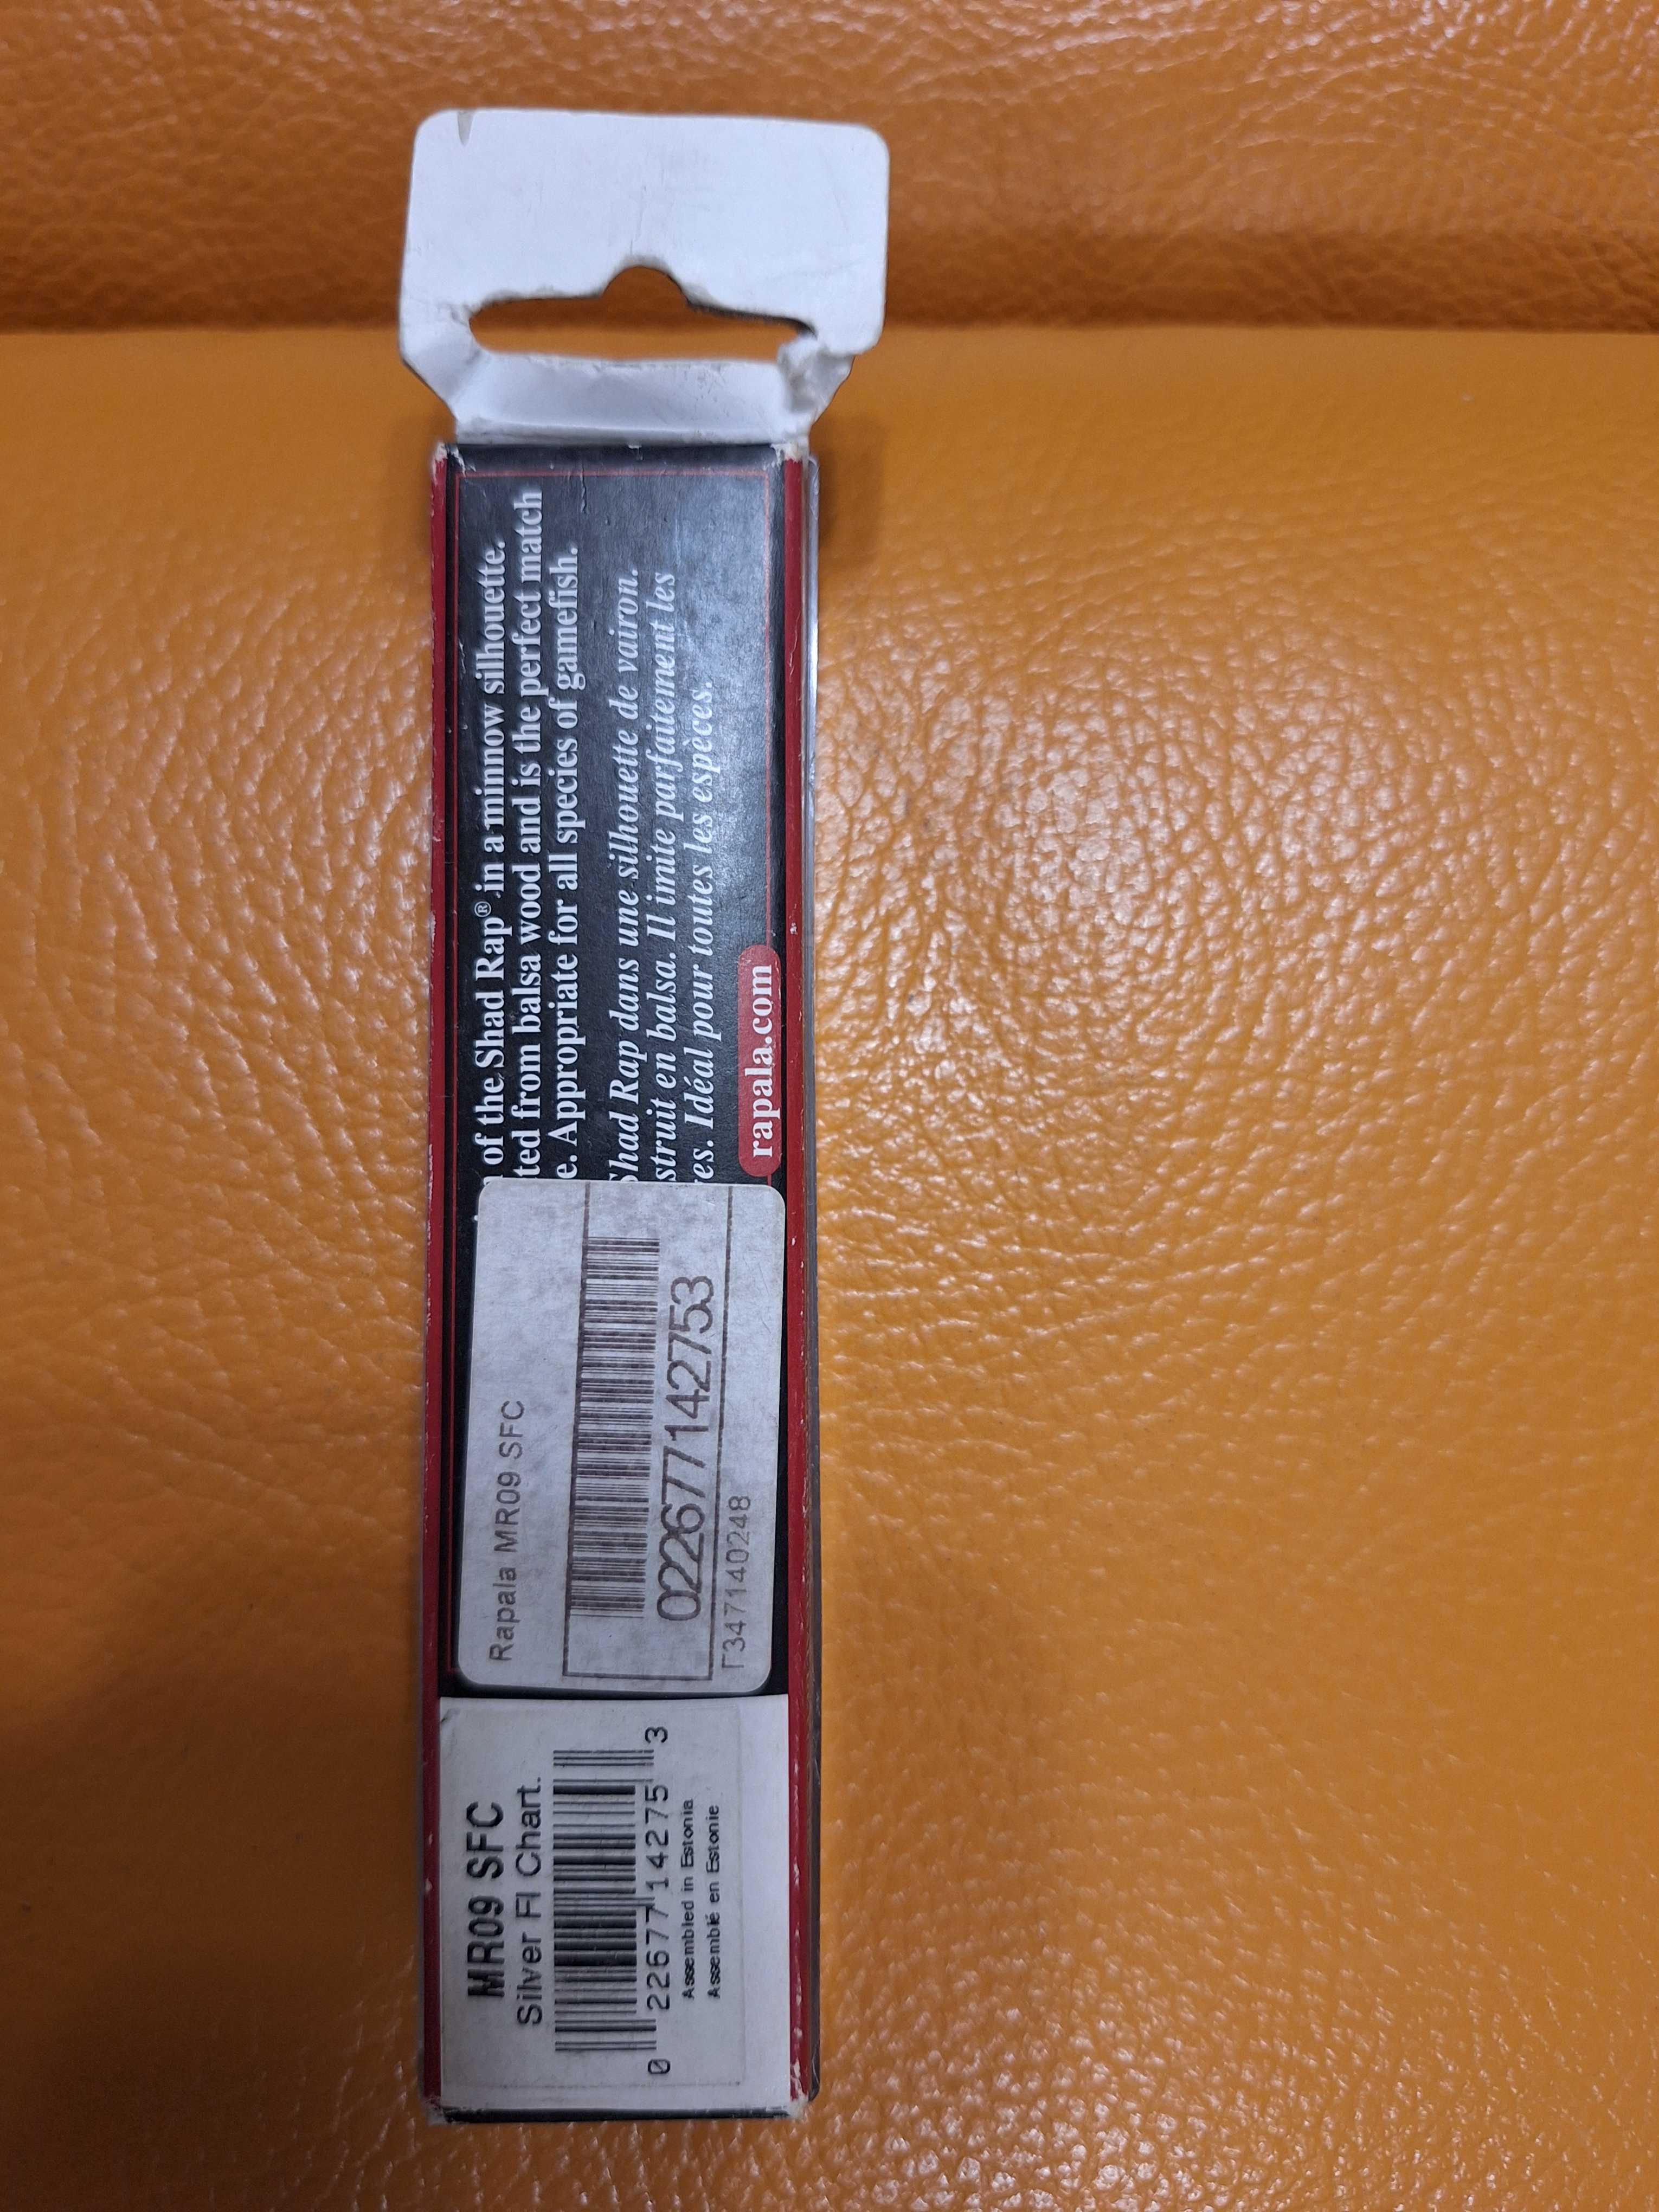 of the Shad Rap® in a minnow silhouette.
ted from balsa wood and is the perfect match
e. Appropriate for all species of gamefish.
Shad Rap dans une silhouette de vairon.
struit en balsa. Il imite parfaitement les
res. Idéal pour toutes les espèces.
rapala.com
Rapala MR09 SFC
022677142753
Г347140248
MR09 SFC
Silver Fl Chart.
0 22677 14275 3
Assembled in Estonia
Assemblé en Estonie